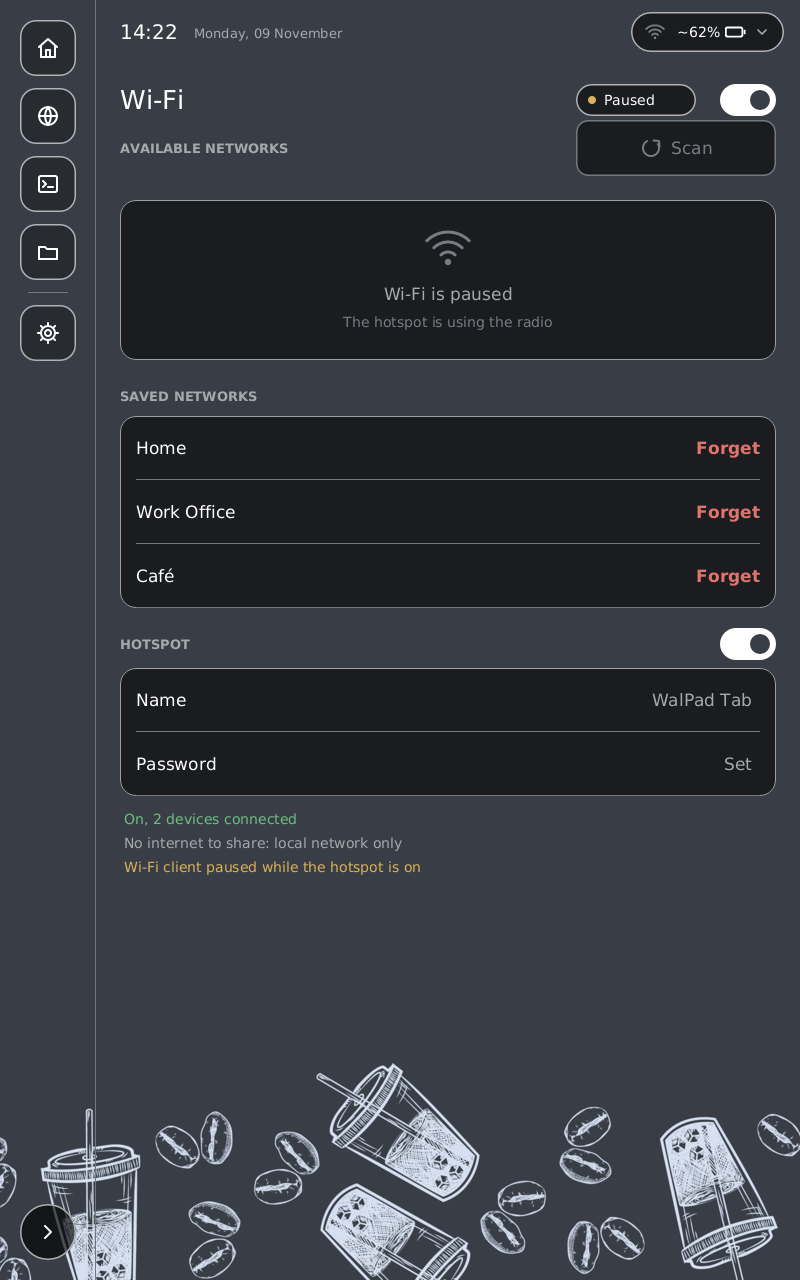 14:22 Monday, 09 November ~62%
Wi-Fi Paused
AVAILABLE NETWORKS Scan
Wi-Fi is paused
The hotspot is using the radio
SAVED NETWORKS
Home Forget
Work Office Forget
Café Forget
HOTSPOT
Name WalPad Tab
Password Set
On, 2 devices connected
No internet to share: local network only
Wi-Fi client paused while the hotspot is on